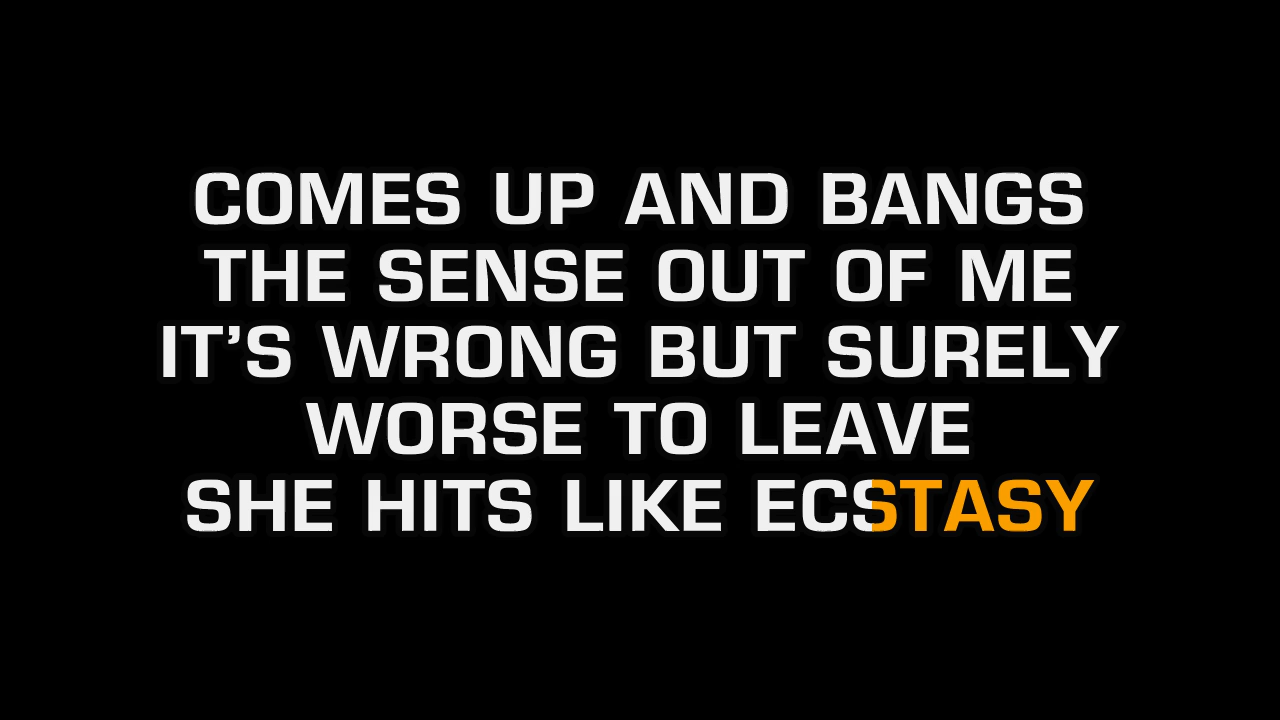 COMES UP AND BANGS
THE SENSE OUT OF ME
IT’S WRONG BUT SURELY
WORSE TO LEAVE
SHE HITS LIKE ECSTASY